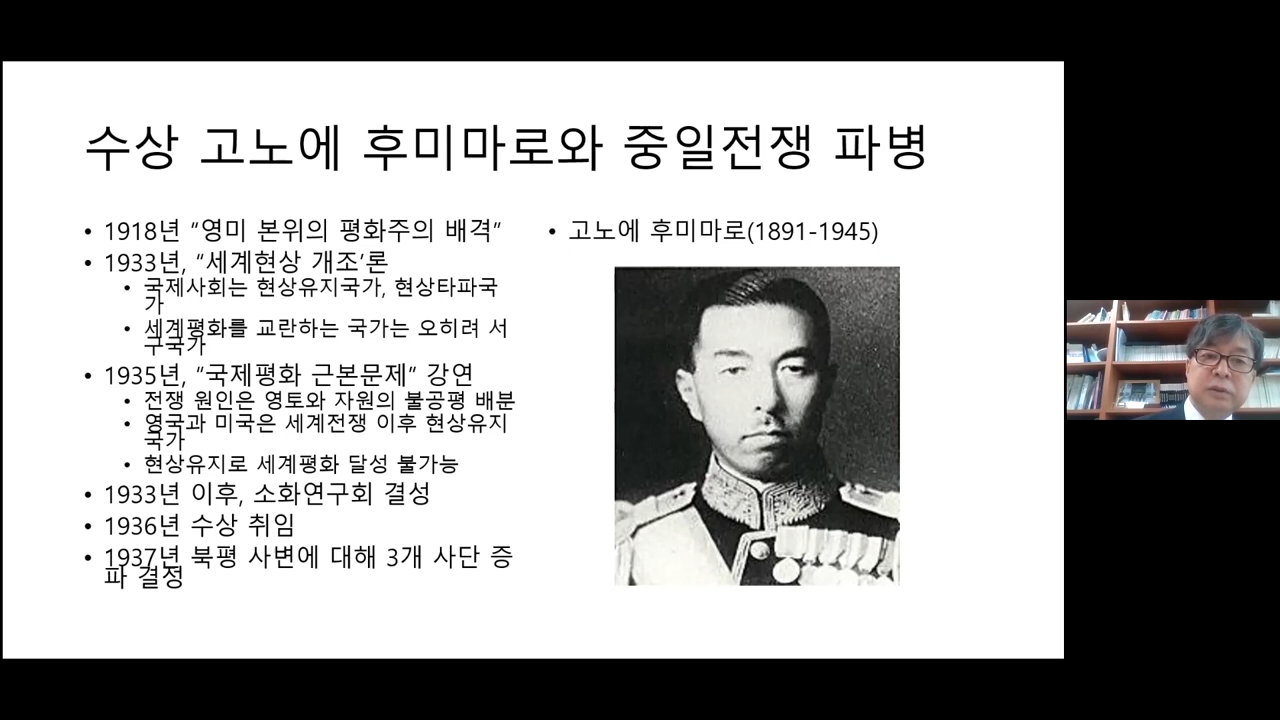 수상 고노에 후미마로와 중일전쟁 파병
• 1918년 “영미 본위의 평화주의 배격”
• 1933년, “세계현상 개조’론
• 국제사회는 현상유지국가, 현상타파국
가
• 세계평화를 교란하는 국가는 오히려 서
구국가
• 1935년, “국제평화 근본문제” 강연
• 전쟁 원인은 영토와 자원의 불공평 배분
• 영국과 미국은 세계전쟁 이후 현상유지
국가
• 현상유지로 세계평화 달성 불가능
• 1933년 이후, 소화연구회 결성
• 1936년 수상 취임
• 1937년 북평 사변에 대해 3개 사단 증
파 결정
• 고노에 후미마로(1891-1945)